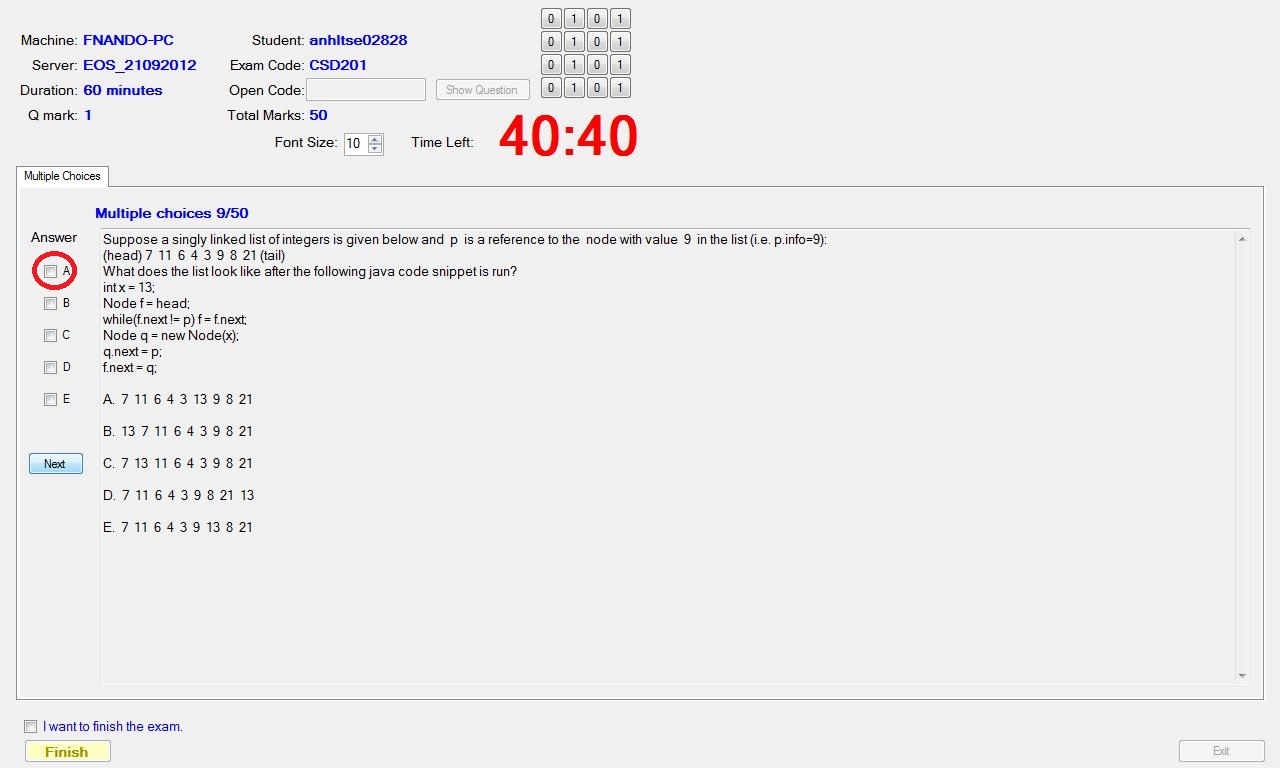 Machine: FNANDO-PC Student: anhltse02828 0 1 0 1
Server: EOS_21092012 Exam Code: CSD201 0 1 0 1
Duration: 60 minutes Open Code: Show Question 0 1 0 1
Q mark: 1 Total Marks: 50 0 1 0 1
Font Size: 10 Time Left: 40:40
Multiple Choices
Multiple choices 9/50
Answer
A
B
C
D
E
Next
Suppose a singly linked list of integers is given below and p is a reference to the node with value 9 in the list (i.e. p.info=9):
(head) 7 11 6 4 3 9 8 21 (tail)
What does the list look like after the following java code snippet is run?
int x = 13;
Node f = head;
while(f.next != p) f = f.next;
Node q = new Node(x);
q.next = p;
f.next = q;
A. 7 11 6 4 3 13 9 8 21
B. 13 7 11 6 4 3 9 8 21
C. 7 13 11 6 4 3 9 8 21
D. 7 11 6 4 3 9 8 21 13
E. 7 11 6 4 3 9 13 8 21
I want to finish the exam.
Finish
Exit